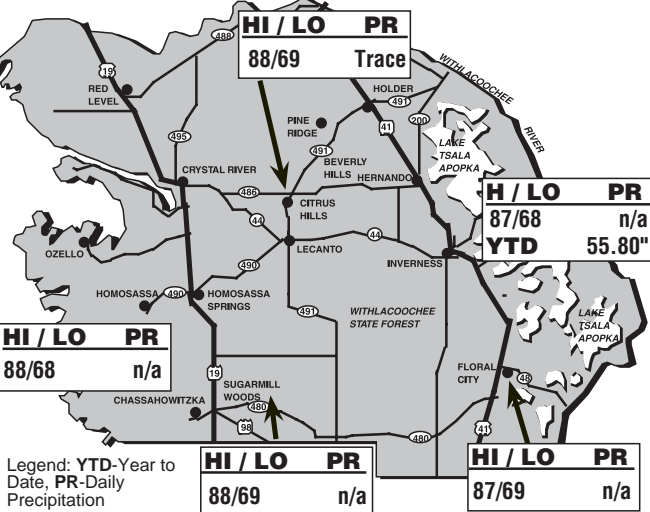 HI / LO PR
88/69 Trace
488
WITHLACOOCHEE
RIVER
19
RED
LEVEL
HOLDER
491
200
PINE
RIDGE
41
495
491
LAKE
TSALA
APOPKA
BEVERLY
HILLS
CRYSTAL RIVER
HERNANDO
486
HI / LO PR
87/68 n/a
YTD 55.80"
CITRUS
HILLS
44
44
LECANTO
OZELLO
INVERNESS
490
HOMOSASSA
490
HOMOSASSA
SPRINGS
491
WITHLACOOCHEE
STATE FOREST
LAKE
TSALA
APOPKA
HI / LO PR
88/68 n/a
19
FLORAL
CITY
48
SUGARMILL
WOODS
CHASSAHOWITZKA
480
98
41
480
HI / LO PR
88/69 n/a
HI / LO PR
87/69 n/a
Legend: YTD-Year to
Date, PR-Daily
Precipitation